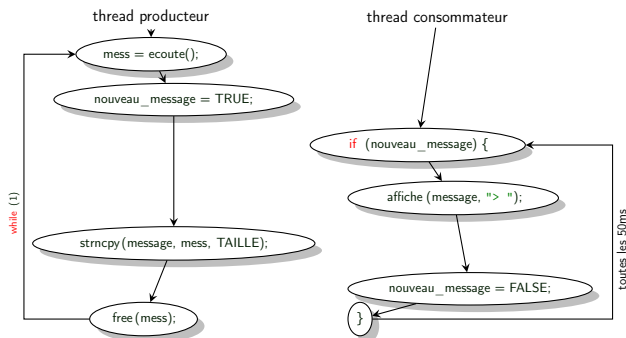 thread producteur
mess = ecoute();
nouveau_message = TRUE;
strncpy(message, mess, TAILLE);
free(mess);
while (1)
thread consommateur
if (nouveau_message) {
affiche(message, "> ");
nouveau_message = FALSE;
}
toutes les 50ms